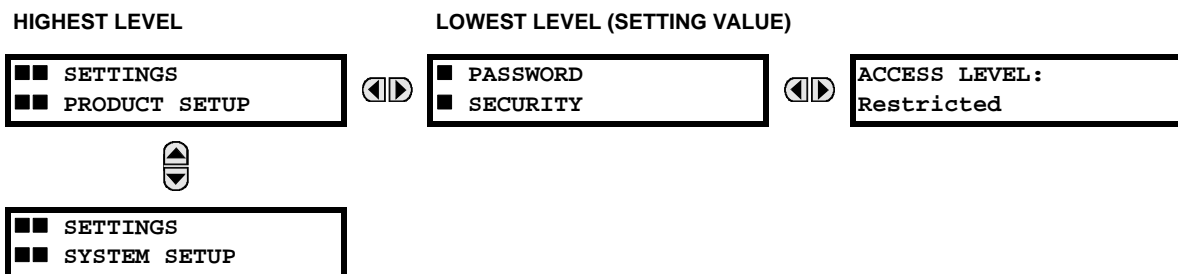 HIGHEST LEVEL
LOWEST LEVEL (SETTING VALUE)
■■ SETTINGS
■■ PRODUCT SETUP
■ PASSWORD
■ SECURITY
ACCESS LEVEL:
Restricted
■■ SETTINGS
■■ SYSTEM SETUP